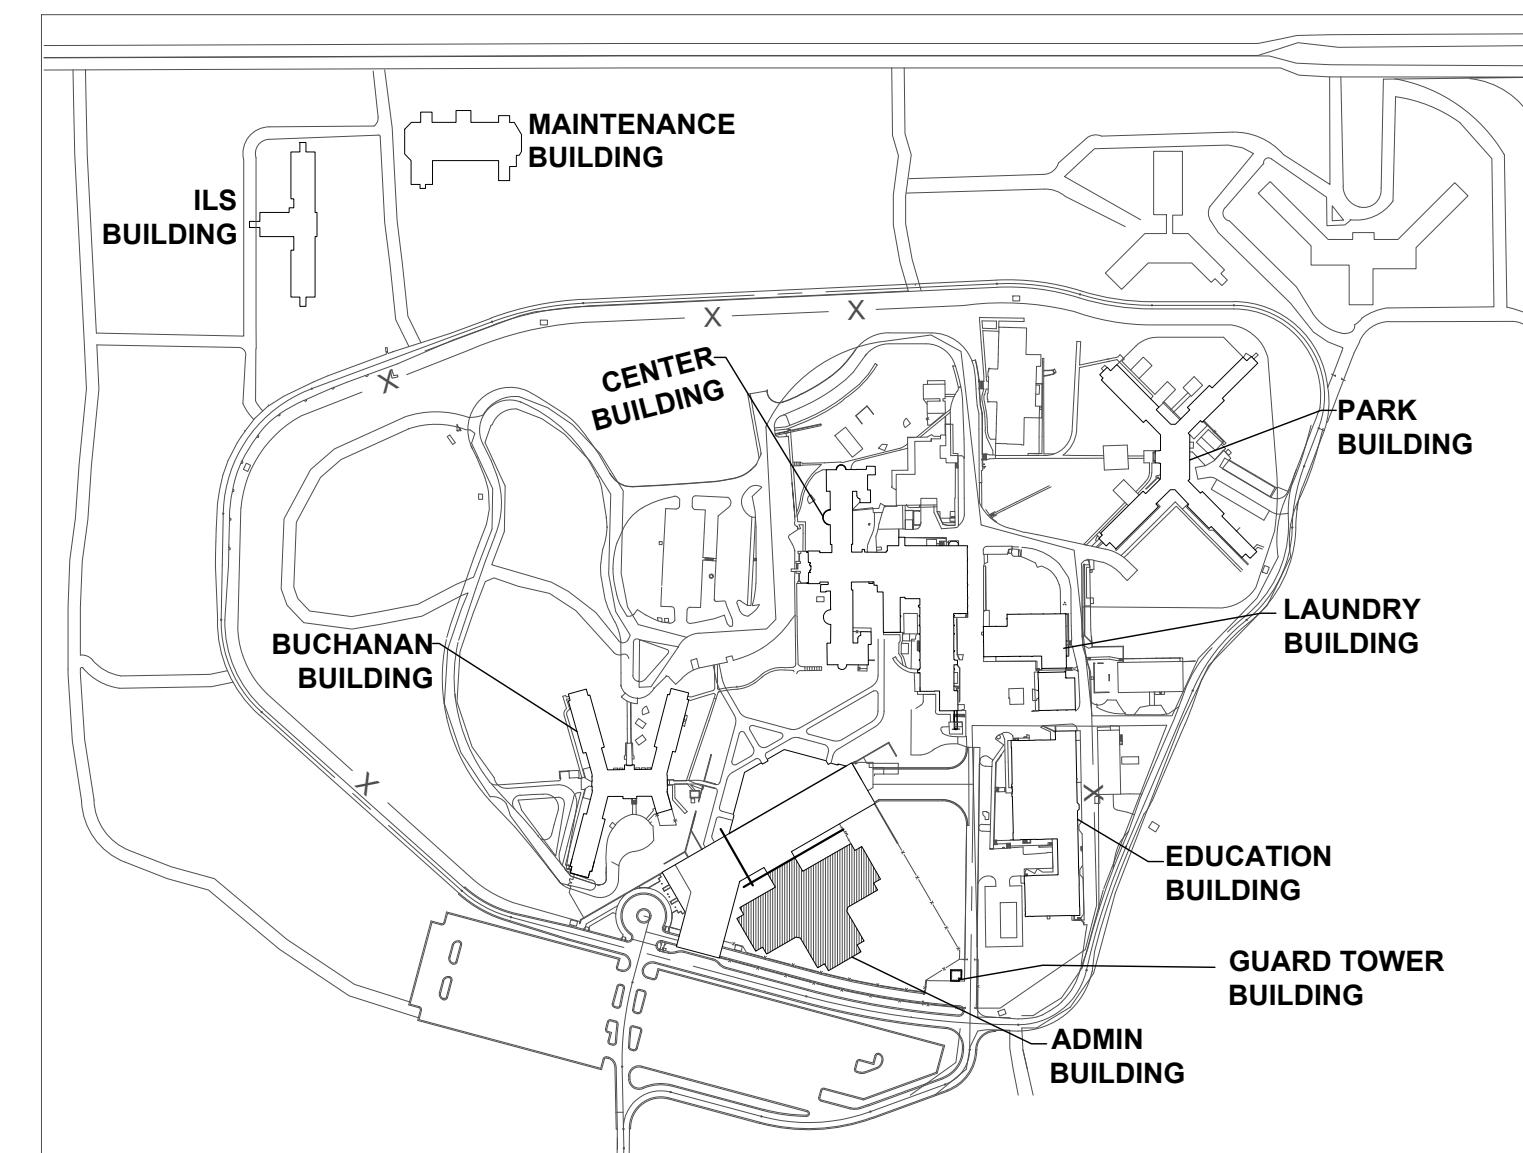 MAINTENANCE
BUILDING
ILS
BUILDING
X
X
X
CENTER
BUILDING
PARK
BUILDING
LAUNDRY
BUILDING
BUCHANAN
BUILDING
X
X
EDUCATION
BUILDING
GUARD TOWER
BUILDING
ADMIN
BUILDING